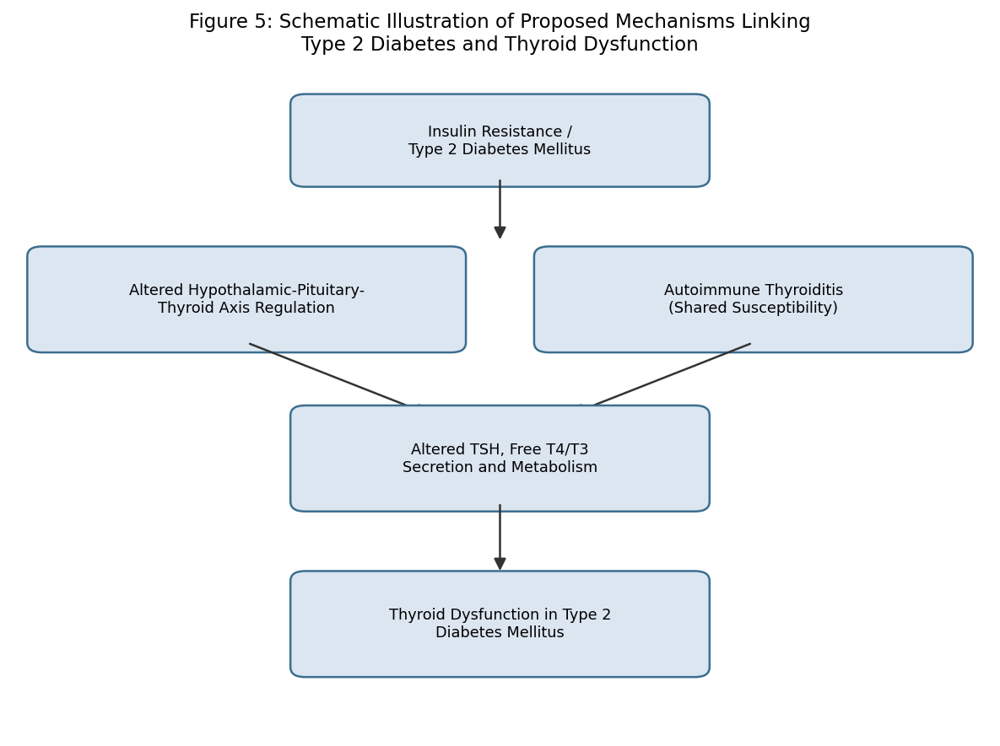 Figure 5: Schematic Illustration of Proposed Mechanisms Linking
Type 2 Diabetes and Thyroid Dysfunction
Insulin Resistance /
Type 2 Diabetes Mellitus
Altered Hypothalamic-Pituitary-
Thyroid Axis Regulation
Autoimmune Thyroiditis
(Shared Susceptibility)
Altered TSH, Free T4/T3
Secretion and Metabolism
Thyroid Dysfunction in Type 2
Diabetes Mellitus